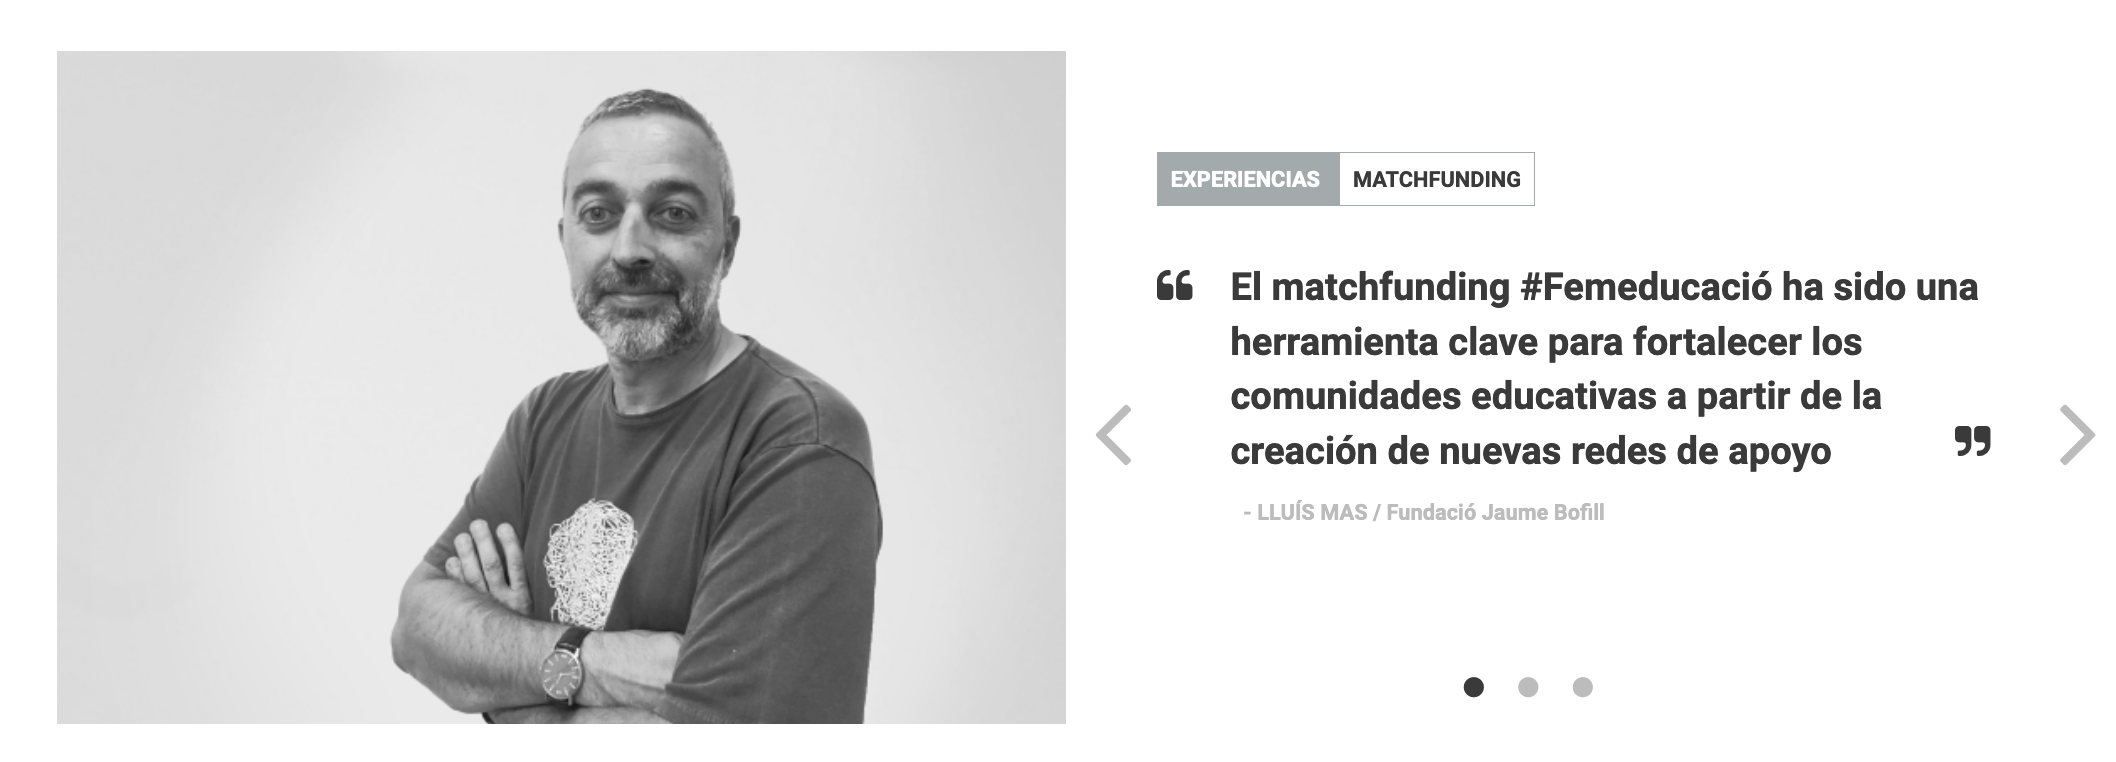 EXPERIENCIAS MATCHFUNDING
“ El matchfunding #Femeducació ha sido una
herramienta clave para fortalecer los
comunidades educativas a partir de la
creación de nuevas redes de apoyo ”
- LLUÍS MAS / Fundació Jaume Bofill